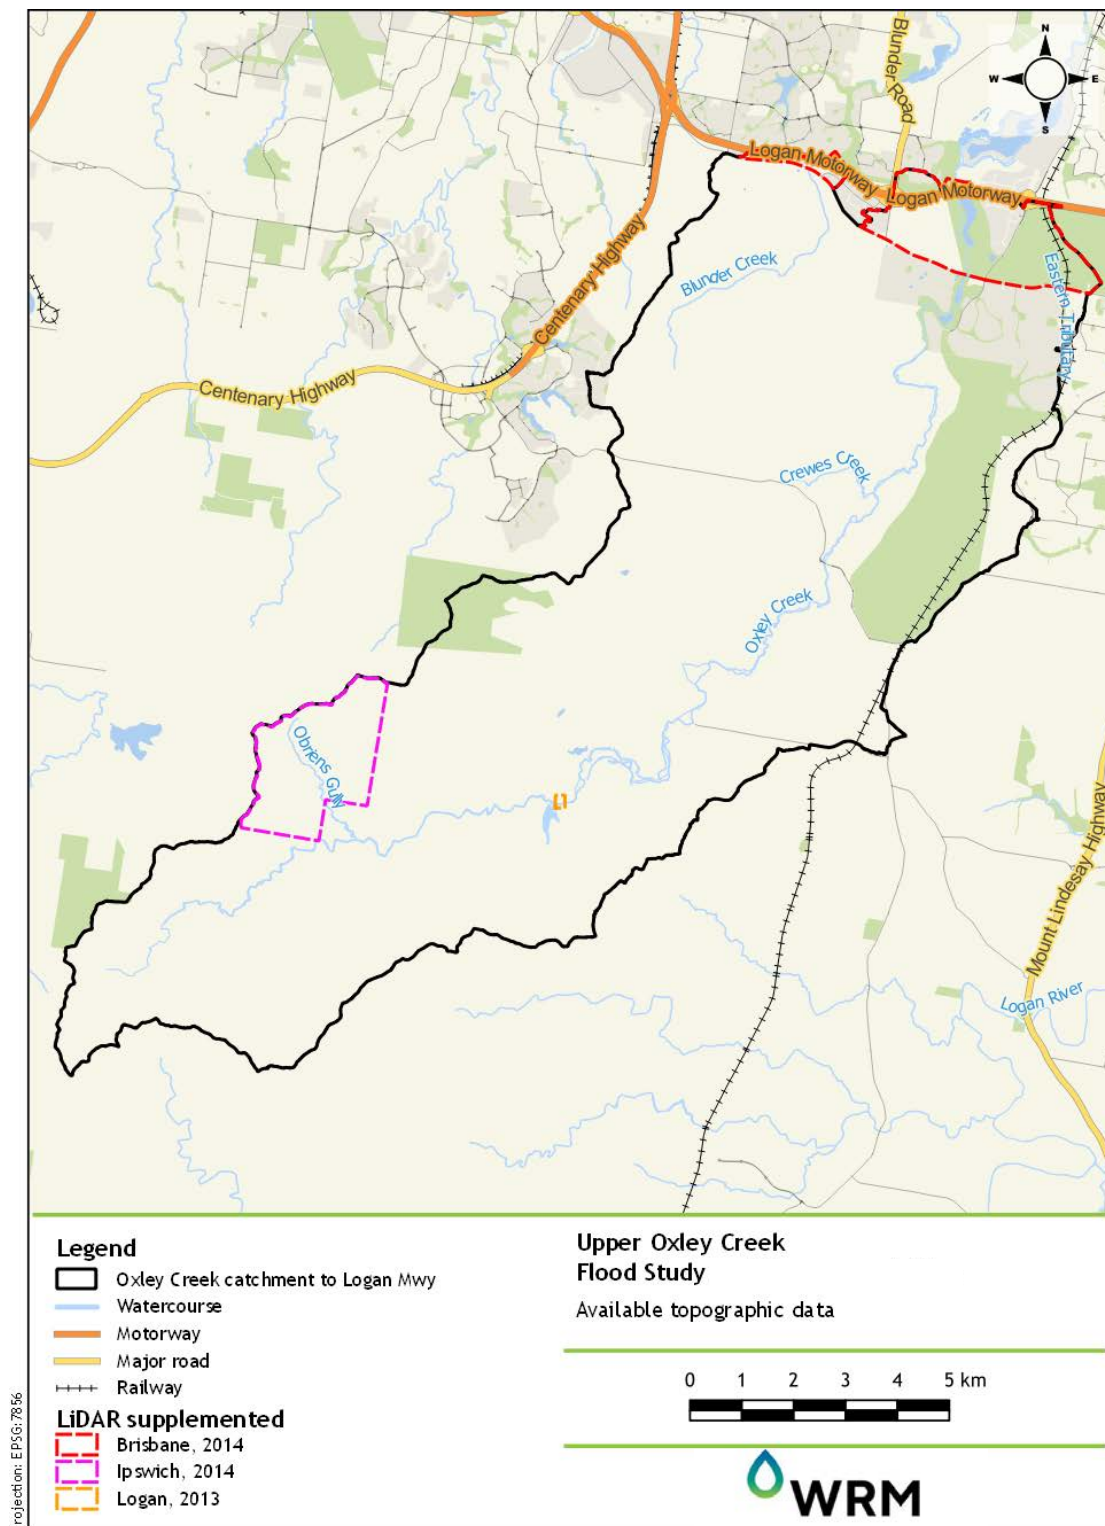 N
W
E
S
Blunder Road
Logan Motorway
Logan Motorway
Eastern Tributary
Blunder Creek
Centenary Highway
Centenary Highway
Crewes Creek
Oxley Creek
Obriens Gully
Mount Lindesay Highway
Logan River
Legend
Oxley Creek catchment to Logan Mwy
Watercourse
Motorway
Major road
Railway
LiDAR supplemented
Brisbane, 2014
Ipswich, 2014
Logan, 2013
Upper Oxley Creek
Flood Study
Available topographic data
0 1 2 3 4 5 km
WRM
rojection: EPSG:7856